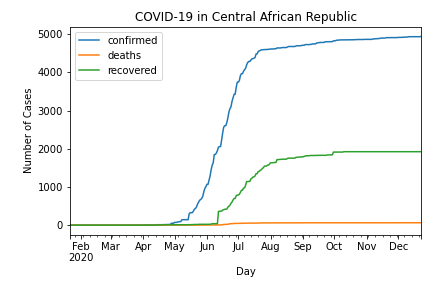 COVID-19 in Central African Republic
confirmed
deaths
recovered
Number of Cases
5000
4000
3000
2000
1000
0
Feb Mar Apr May Jun Jul Aug Sep Oct Nov Dec
2020
Day